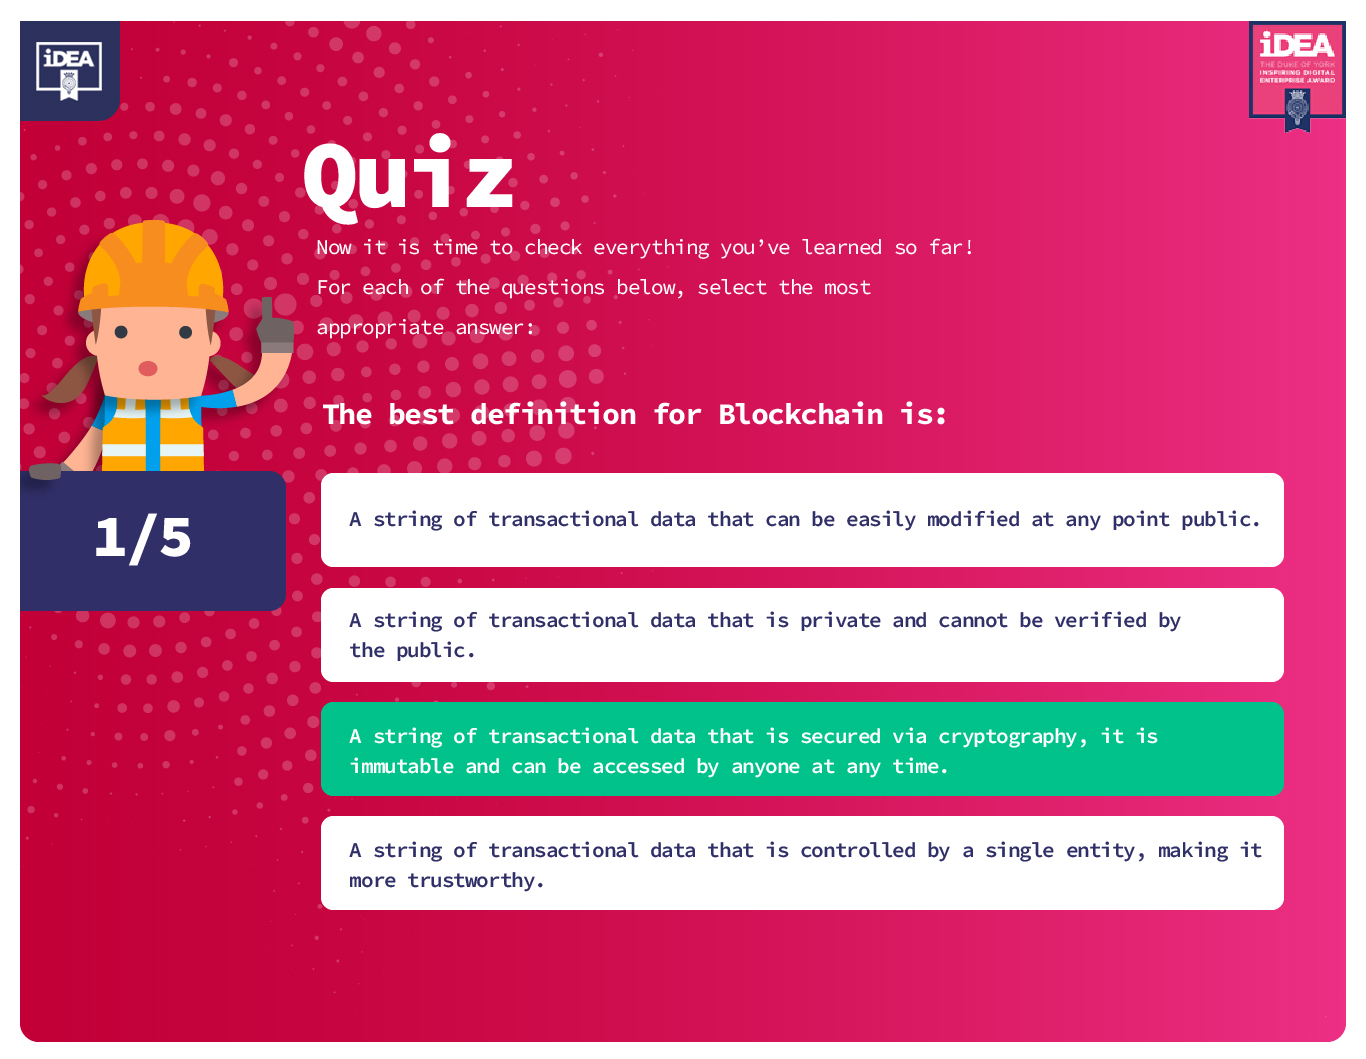 iDEA
iDEA
THE DUKE OF YORK
INSPIRING DIGITAL
ENTERPRISE AWARD
Quiz
Now it is time to check everything you’ve learned so far!
For each of the questions below, select the most
appropriate answer:
The best definition for Blockchain is:
1/5
A string of transactional data that can be easily modified at any point public.
A string of transactional data that is private and cannot be verified by
the public.
A string of transactional data that is secured via cryptography, it is
immutable and can be accessed by anyone at any time.
A string of transactional data that is controlled by a single entity, making it
more trustworthy.